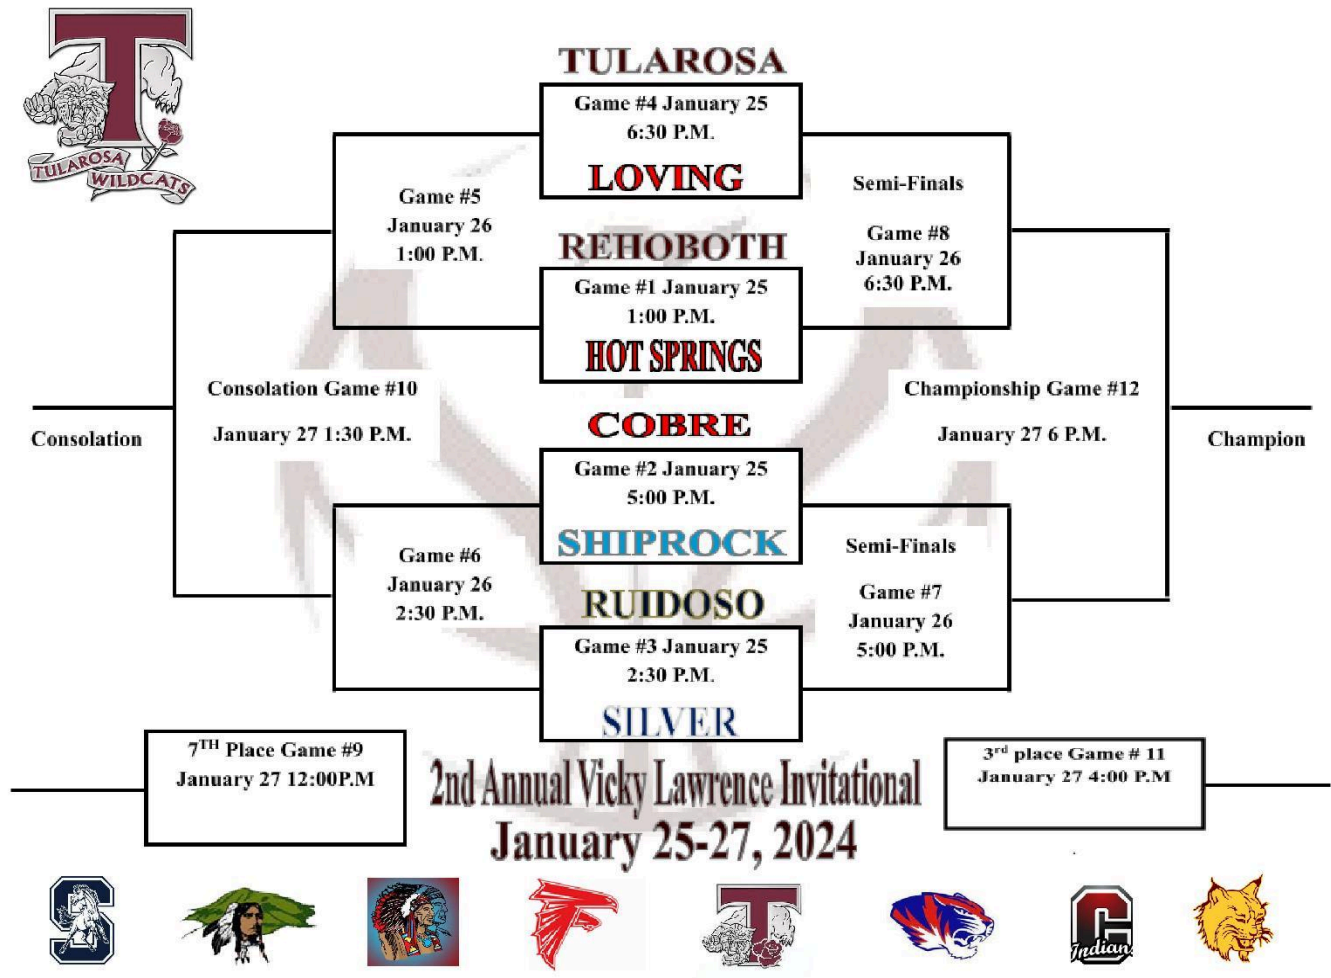 TULAROSA
WILDCATS
TULAROSA
Game #4 January 25
6:30 P.M.
LOVING
Game #5
January 26
1:00 P.M.
Semi-Finals
Game #8
January 26
6:30 P.M.
REHOBOTH
Game #1 January 25
1:00 P.M.
HOT SPRINGS
Consolation Game #10
January 27 1:30 P.M.
Consolation
Championship Game #12
January 27 6 P.M.
Champion
COBRE
Game #2 January 25
5:00 P.M.
SHIPROCK
Game #6
January 26
2:30 P.M.
Semi-Finals
Game #7
January 26
5:00 P.M.
RUIDOSO
Game #3 January 25
2:30 P.M.
SILVER
7TH Place Game #9
January 27 12:00P.M
3rd place Game # 11
January 27 4:00 P.M
2nd Annual Vicky Lawrence Invitational
January 25-27, 2024
S
T
C
Indians